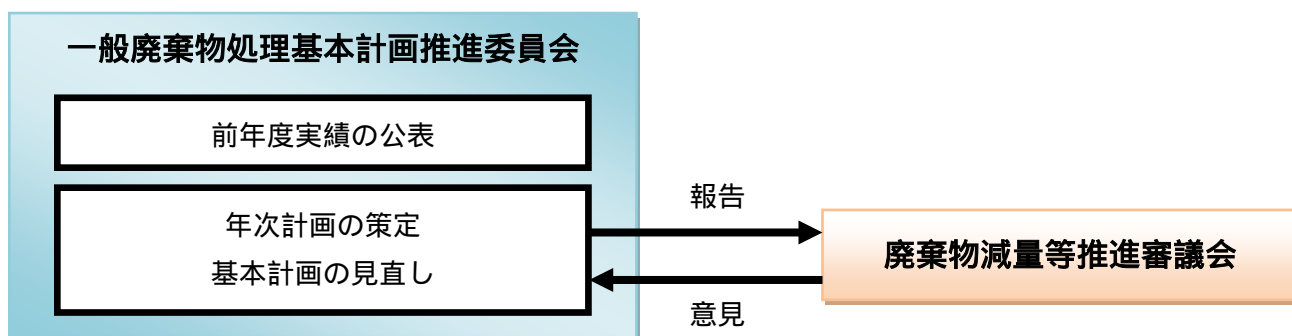 一般廃棄物処理基本計画推進委員会
前年度実績の公表
年次計画の策定
基本計画の見直し
報告
意見
廃棄物減量等推進審議会